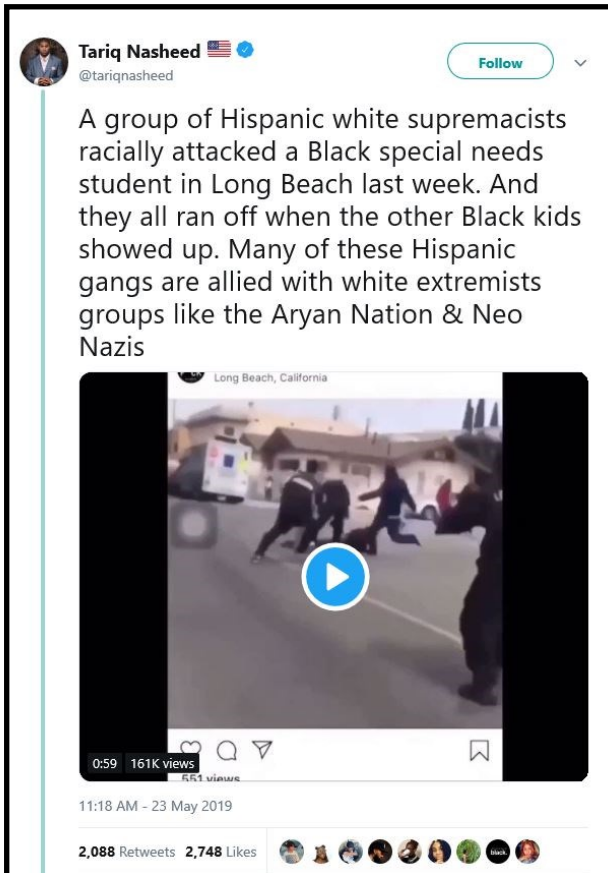 Tariq Nasheed
@tariqnasheed
Follow
A group of Hispanic white supremacists
racially attacked a Black special needs
student in Long Beach last week. And
they all ran off when the other Black kids
showed up. Many of these Hispanic
gangs are allied with white extremists
groups like the Aryan Nation & Neo
Nazis
Long Beach, California
0:59 161K views
551 views
11:18 AM - 23 May 2019
2,088 Retweets 2,748 Likes
black.